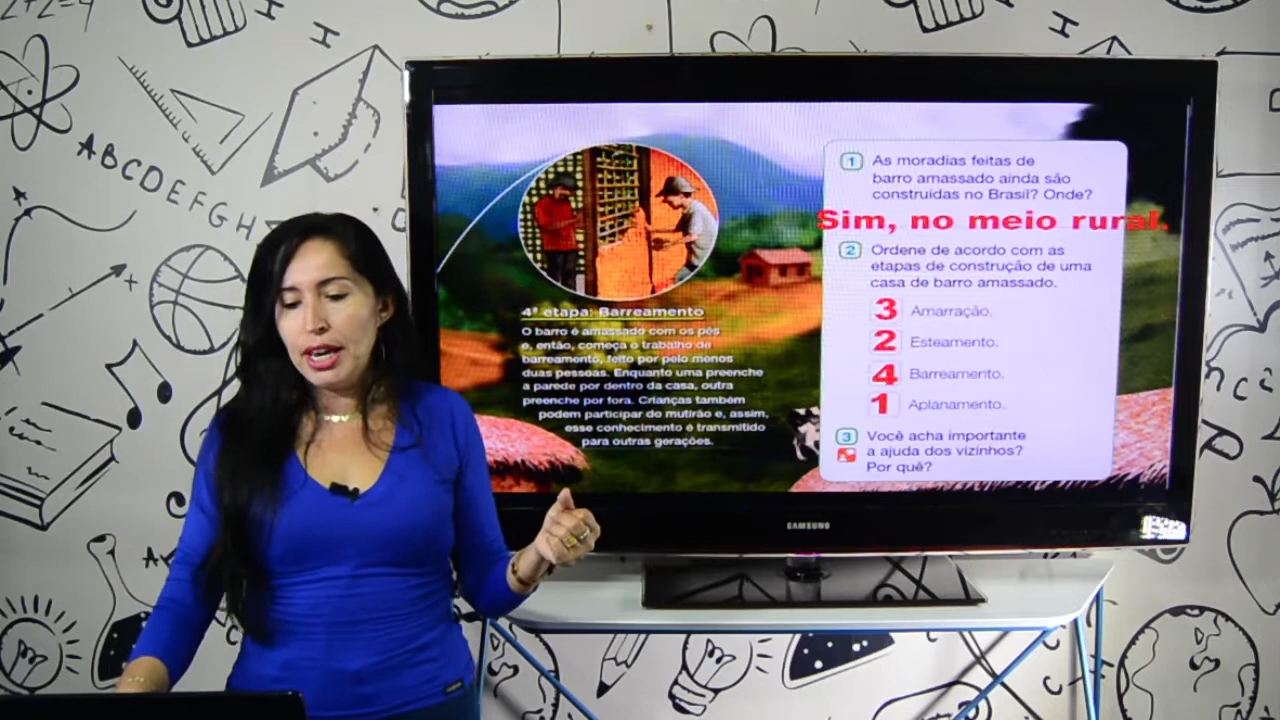 ABCDEFGH
4ª etapa: Barreamento
O barro é amassado com os pés
e, então, começa o trabalho de
barreamento, feito por pelo menos
duas pessoas. Enquanto uma preenche
a parede por dentro da casa, outra
preenche por fora. Crianças também
podem participar do mutirão e, assim,
esse conhecimento é transmitido
para outras gerações.
1 As moradias feitas de
barro amassado ainda são
construídas no Brasil? Onde?
Sim, no meio rural.
2 Ordene de acordo com as
etapas de construção de uma
casa de barro amassado.
3 Amarração.
2 Esteamento.
4 Barreamento.
1 Aplanamento.
3 Você acha importante
a ajuda dos vizinhos?
Por quê?
SAMSUNG